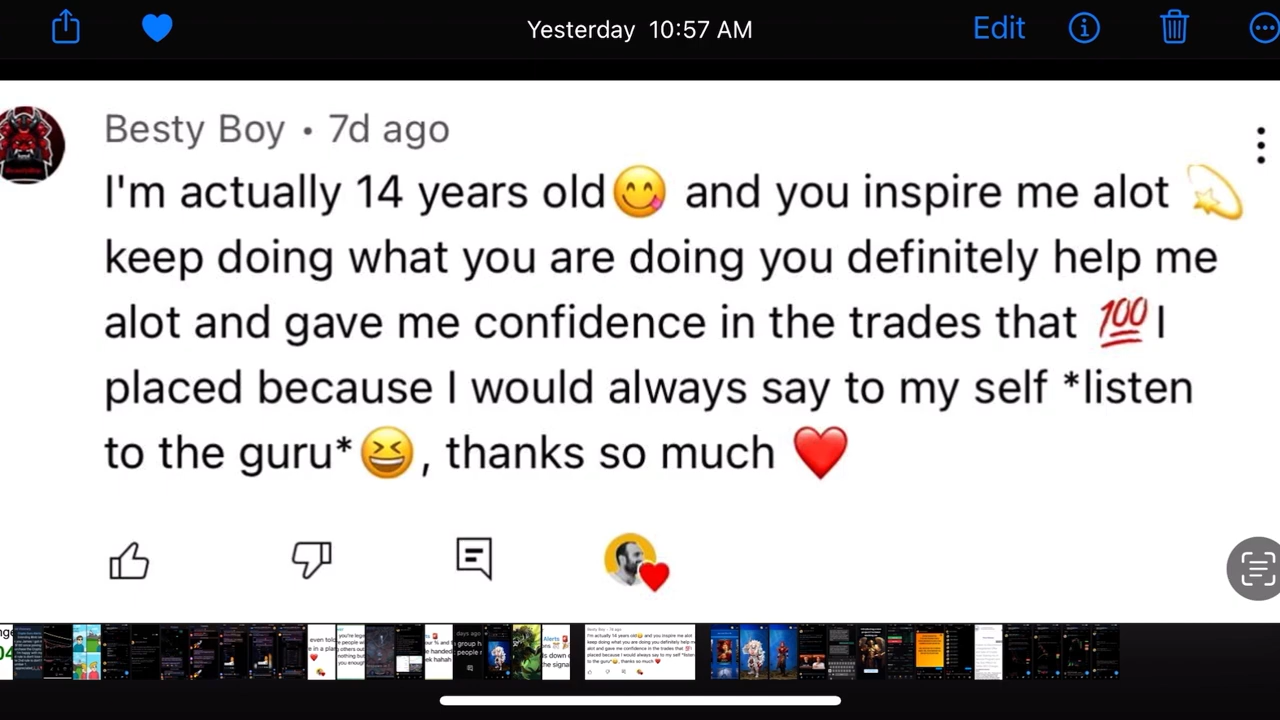 Yesterday 10:57 AM
Edit
Besty Boy • 7d ago
I'm actually 14 years old😋 and you inspire me alot 💫
keep doing what you are doing you definitely help me
alot and gave me confidence in the trades that 💯 I
placed because I would always say to my self *listen
to the guru*😆, thanks so much ❤️